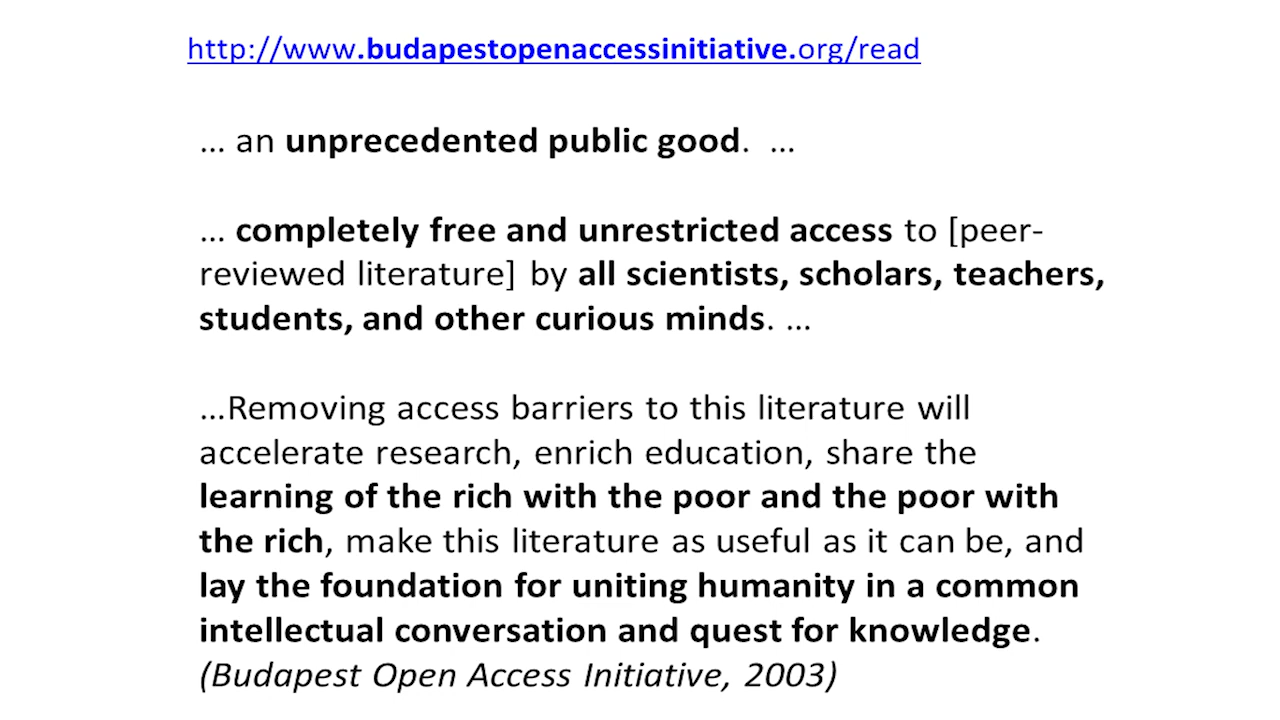 http://www.budapestopenaccessinitiative.org/read
... an unprecedented public good.  ...
... completely free and unrestricted access to [peer-
reviewed literature] by all scientists, scholars, teachers,
students, and other curious minds. ...
...Removing access barriers to this literature will
accelerate research, enrich education, share the
learning of the rich with the poor and the poor with
the rich, make this literature as useful as it can be, and
lay the foundation for uniting humanity in a common
intellectual conversation and quest for knowledge.
(Budapest Open Access Initiative, 2003)